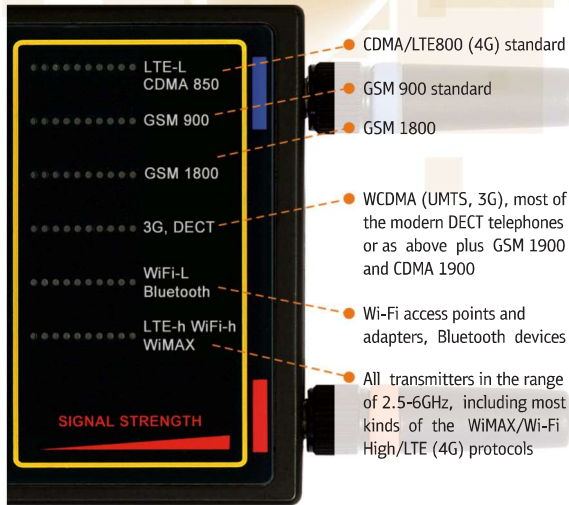 LTE-L
CDMA 850
GSM 900
GSM 1800
3G, DECT
WiFi-L
Bluetooth
LTE-h WiFi-h
WiMAX
SIGNAL STRENGTH
CDMA/LTE800 (4G) standard
GSM 900 standard
GSM 1800
WCDMA (UMTS, 3G), most of
the modern DECT telephones
or as above plus GSM 1900
and CDMA 1900
Wi-Fi access points and
adapters, Bluetooth devices
All transmitters in the range
of 2.5-6GHz, including most
kinds of the WiMAX/Wi-Fi
High/LTE (4G) protocols